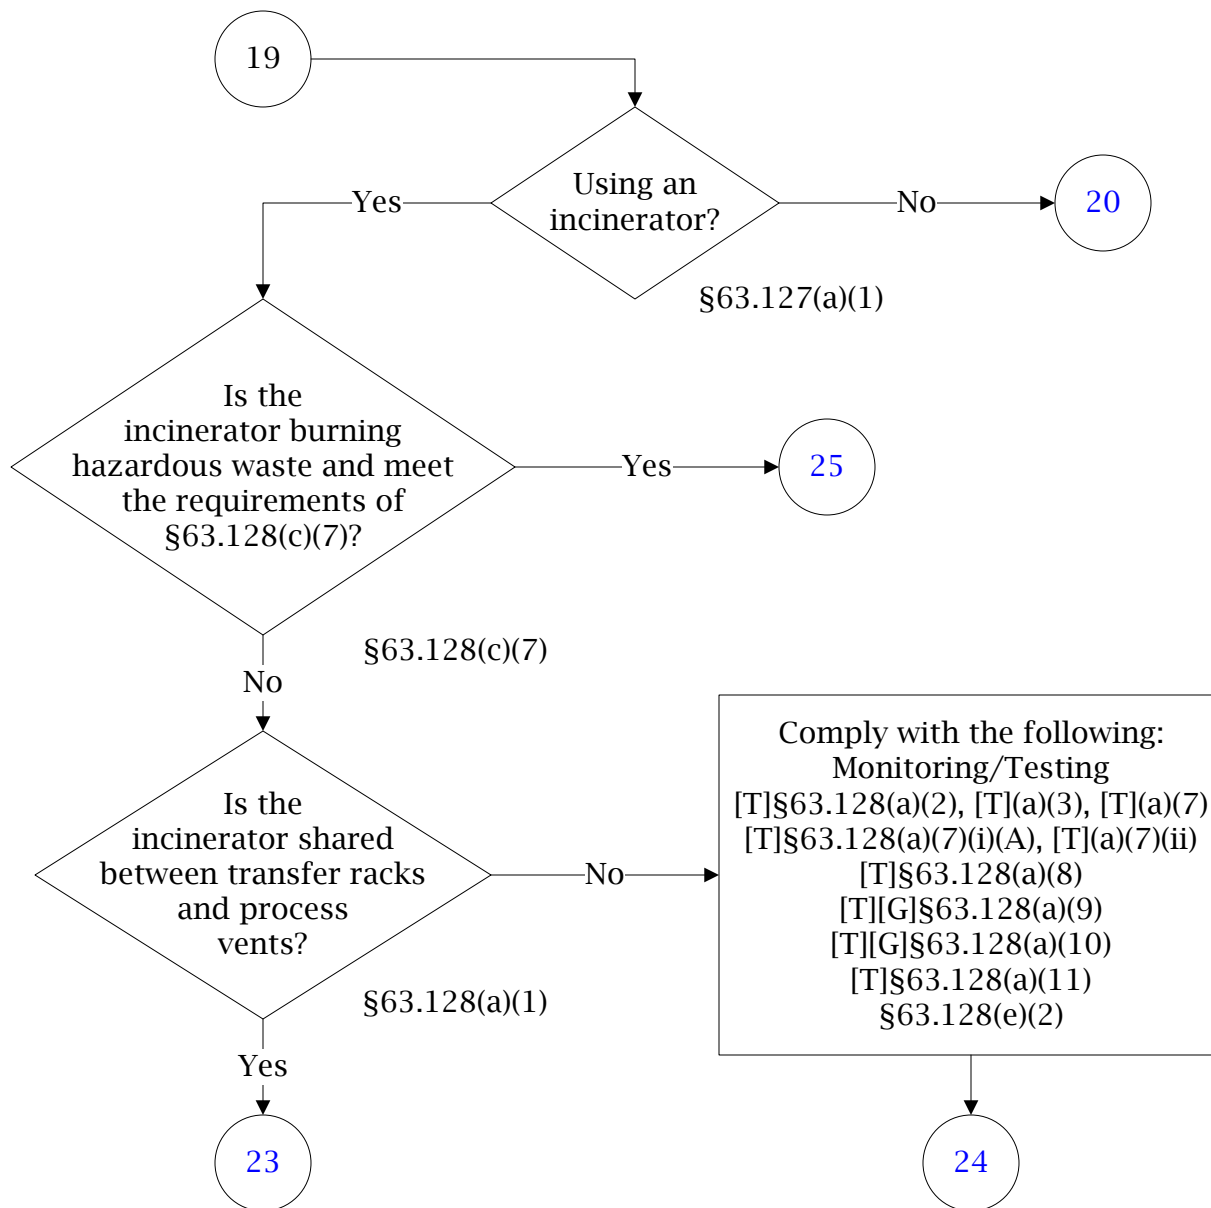 19
Using an
incinerator?
Yes
No
20
§63.127(a)(1)
Is the
incinerator burning
hazardous waste and meet
the requirements of
§63.128(c)(7)?
Yes
25
§63.128(c)(7)
No
Is the
incinerator shared
between transfer racks
and process
vents?
No
§63.128(a)(1)
Comply with the following:
Monitoring/Testing
[T]§63.128(a)(2), [T](a)(3), [T](a)(7)
[T]§63.128(a)(7)(i)(A), [T](a)(7)(ii)
[T]§63.128(a)(8)
[T][G]§63.128(a)(9)
[T][G]§63.128(a)(10)
[T]§63.128(a)(11)
§63.128(e)(2)
Yes
23
24